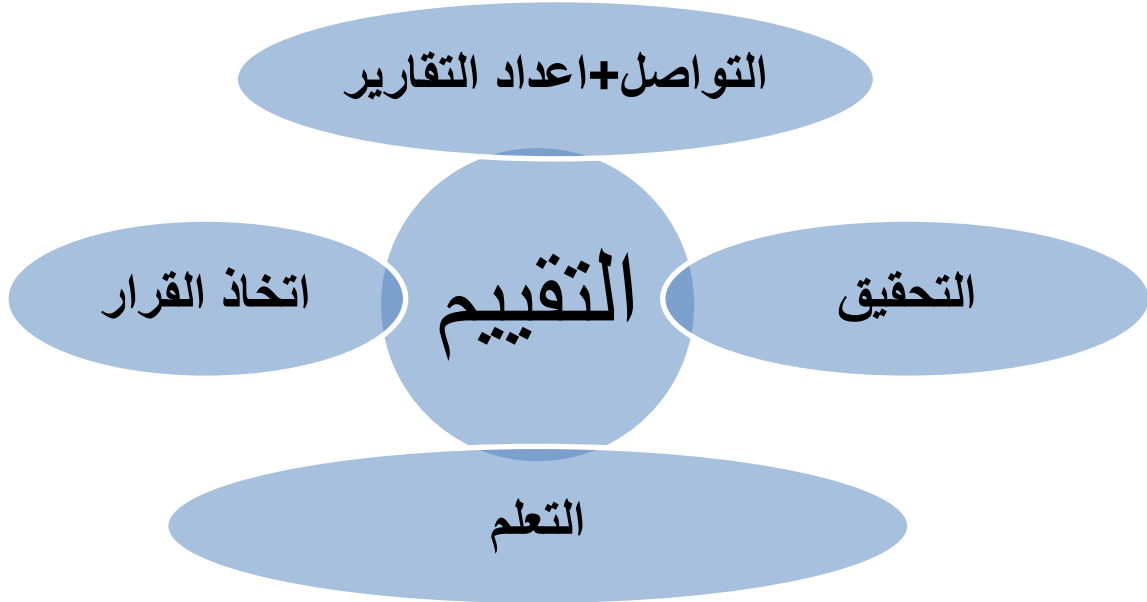 التواصل+اعداد التقارير
التقييم
التحقيق
اتخاذ القرار
التعلم